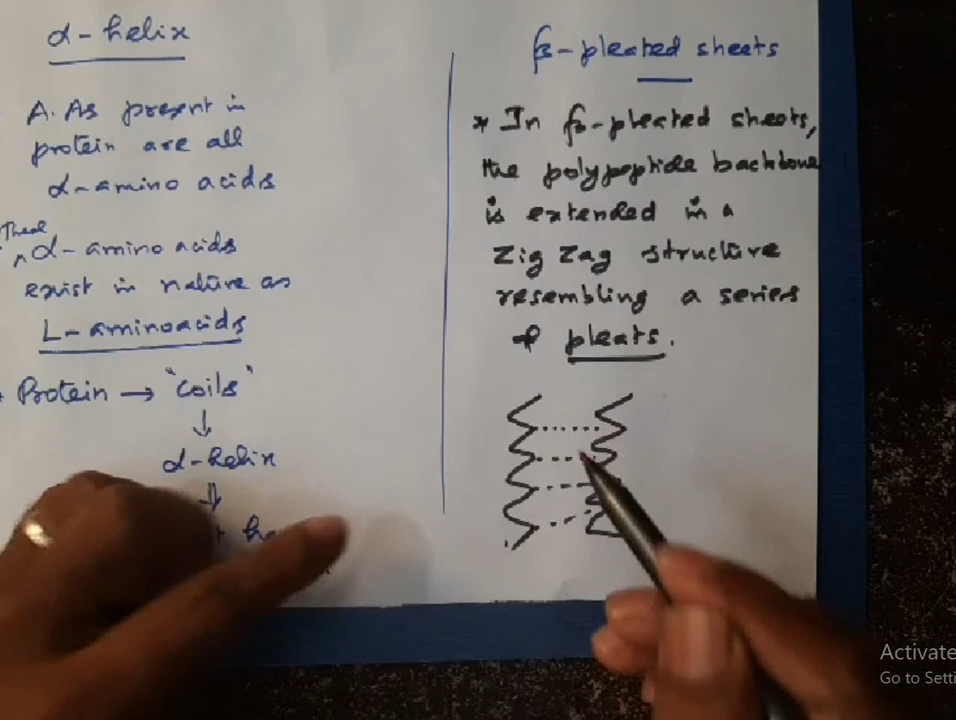 α-helix
A.As present in
protein are all
α-amino acids
These
α-amino acids
exist in nature as
L-aminoacids
Protein → "coils"
↓
α-helix
⇓
β-pleated sheets
* In β-pleated sheets,
the polypeptide backbone
is extended in a
Zig Zag structure
resembling a series
of pleats.
Activate
Go to Setti